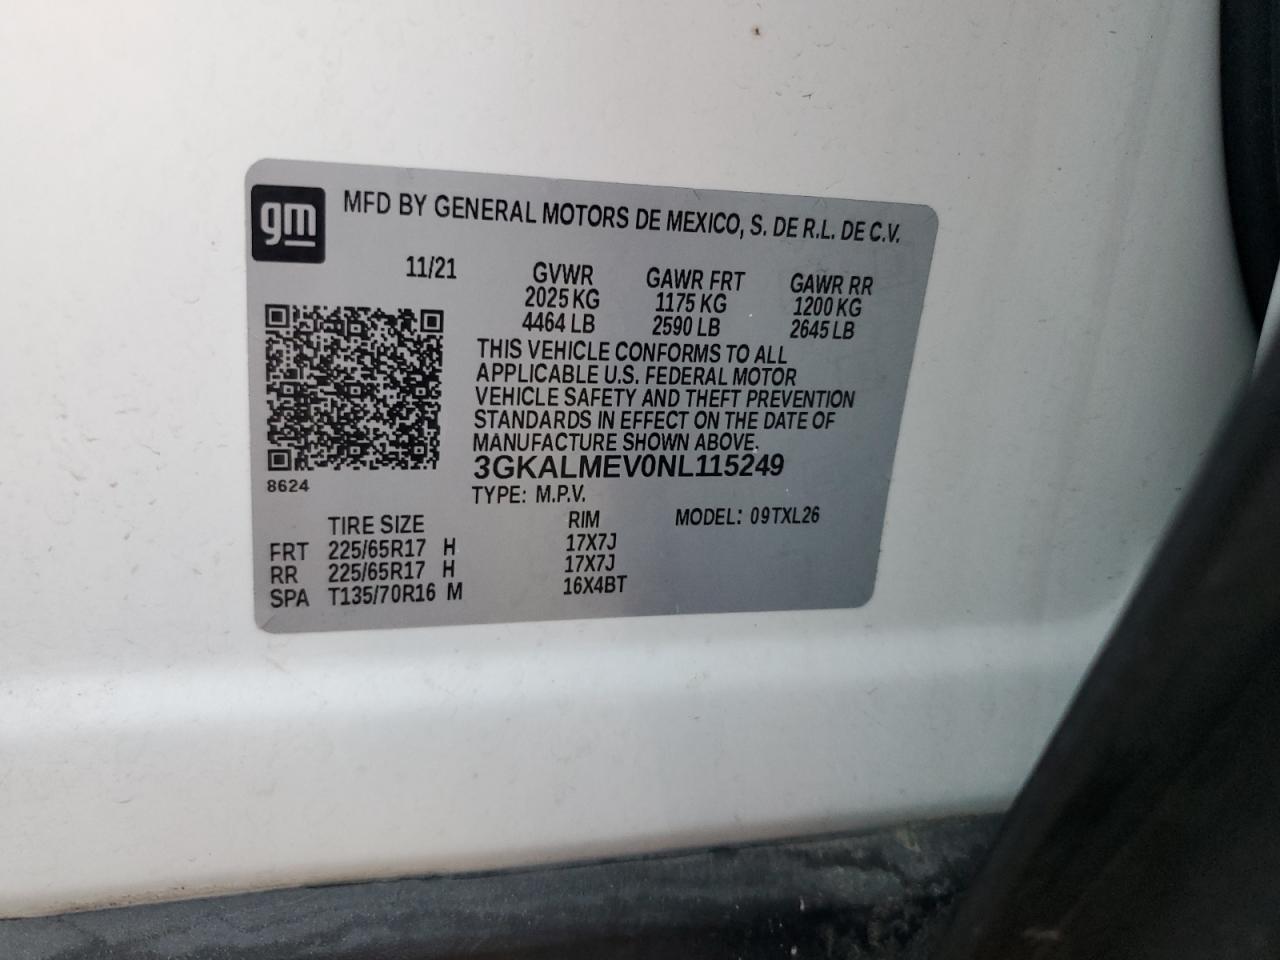 gm
MFD BY GENERAL MOTORS DE MEXICO, S. DE R.L. DE C.V.
11/21
GVWR GAWR FRT GAWR RR
2025 KG 1175 KG 1200 KG
4464 LB 2590 LB 2645 LB
THIS VEHICLE CONFORMS TO ALL
APPLICABLE U.S. FEDERAL MOTOR
VEHICLE SAFETY AND THEFT PREVENTION
STANDARDS IN EFFECT ON THE DATE OF
MANUFACTURE SHOWN ABOVE.
3GKALMEV0NL115249
8624
TYPE: M.P.V.
TIRE SIZE RIM MODEL: 09TXL26
FRT 225/65R17 H 17X7J
RR 225/65R17 H 17X7J
SPA T135/70R16 M 16X4BT